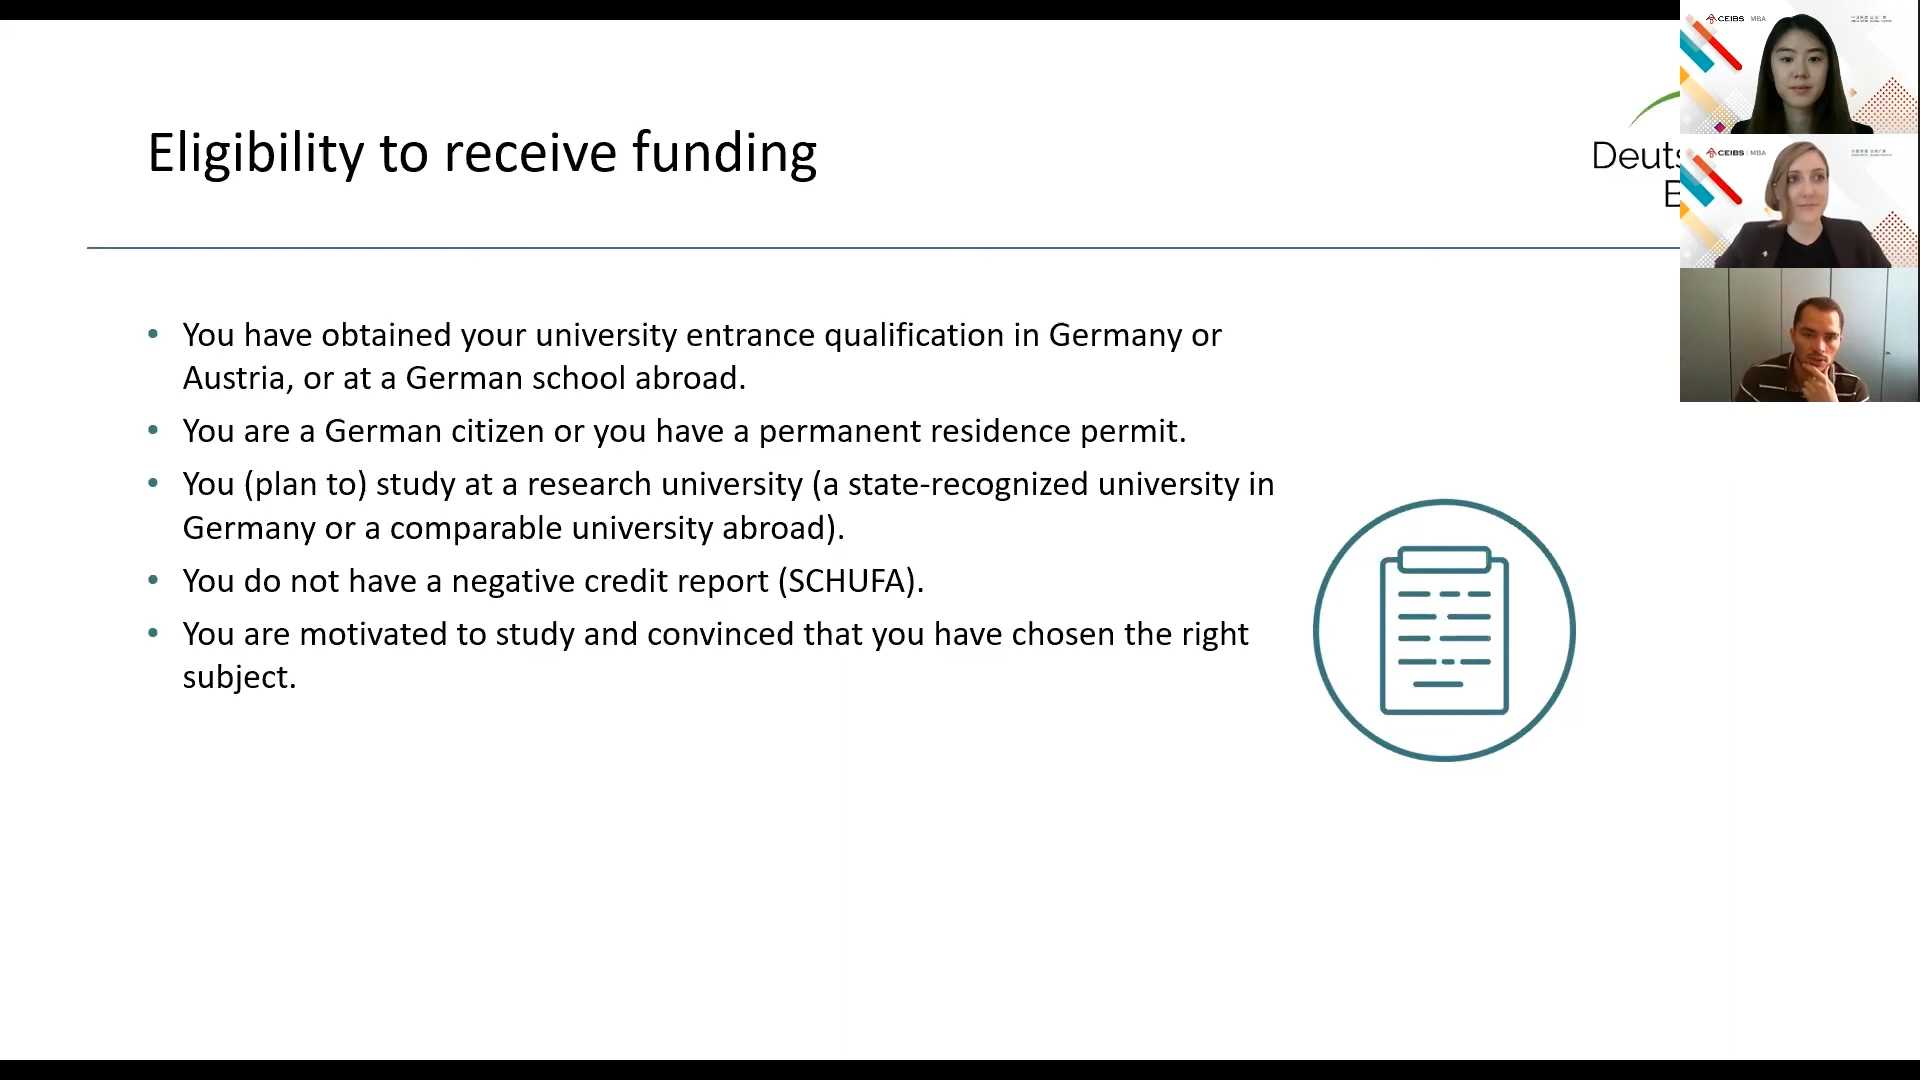 Eligibility to receive funding
Deuts
E
CEIBS MBA
CEIBS | MBA
• You have obtained your university entrance qualification in Germany or
Austria, or at a German school abroad.
• You are a German citizen or you have a permanent residence permit.
• You (plan to) study at a research university (a state-recognized university in
Germany or a comparable university abroad).
• You do not have a negative credit report (SCHUFA).
• You are motivated to study and convinced that you have chosen the right
subject.